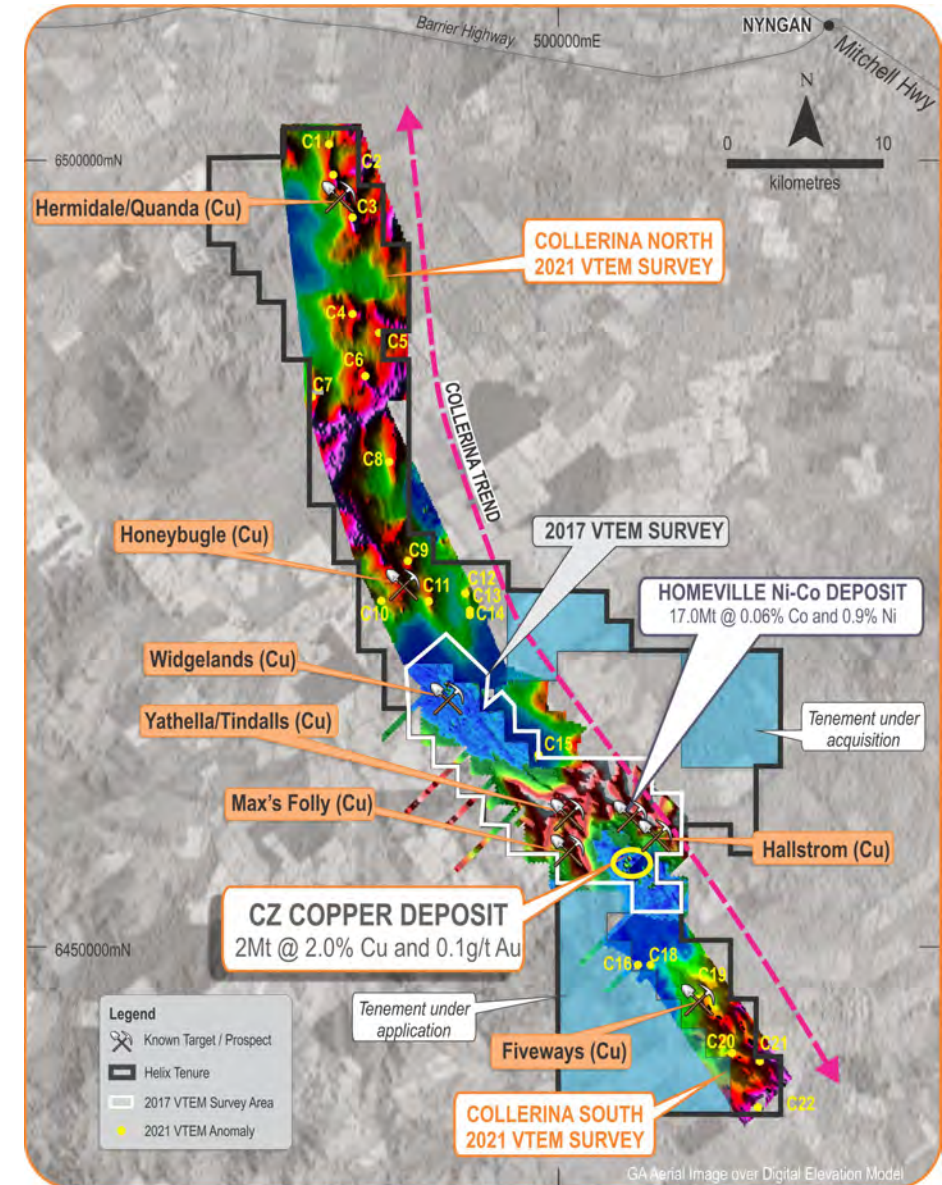 Barrier Highway
500000mE
NYNGAN
Mitchell Hwy
N
0
10
kilometres
6500000mN
C1
C2
C3
Hermidale/Quanda (Cu)
COLLERINA NORTH
2021 VTEM SURVEY
C4
C5
C6
C7
COLLERINA TREND
C8
2017 VTEM SURVEY
Honeybugle (Cu)
C9
C10
C11
C12
C13
C14
HOMEVILLE Ni-Co DEPOSIT
17.0Mt @ 0.06% Co and 0.9% Ni
Widgelands (Cu)
Yathella/Tindalls (Cu)
Tenement under
acquisition
C15
Max's Folly (Cu)
Hallstrom (Cu)
CZ COPPER DEPOSIT
2Mt @ 2.0% Cu and 0.1g/t Au
6450000mN
C16
C18
C19
Tenement under
application
Fiveways (Cu)
C20
C21
C22
COLLERINA SOUTH
2021 VTEM SURVEY
Legend
Known Target / Prospect
Helix Tenure
2017 VTEM Survey Area
2021 VTEM Anomaly
GA Aerial Image over Digital Elevation Model